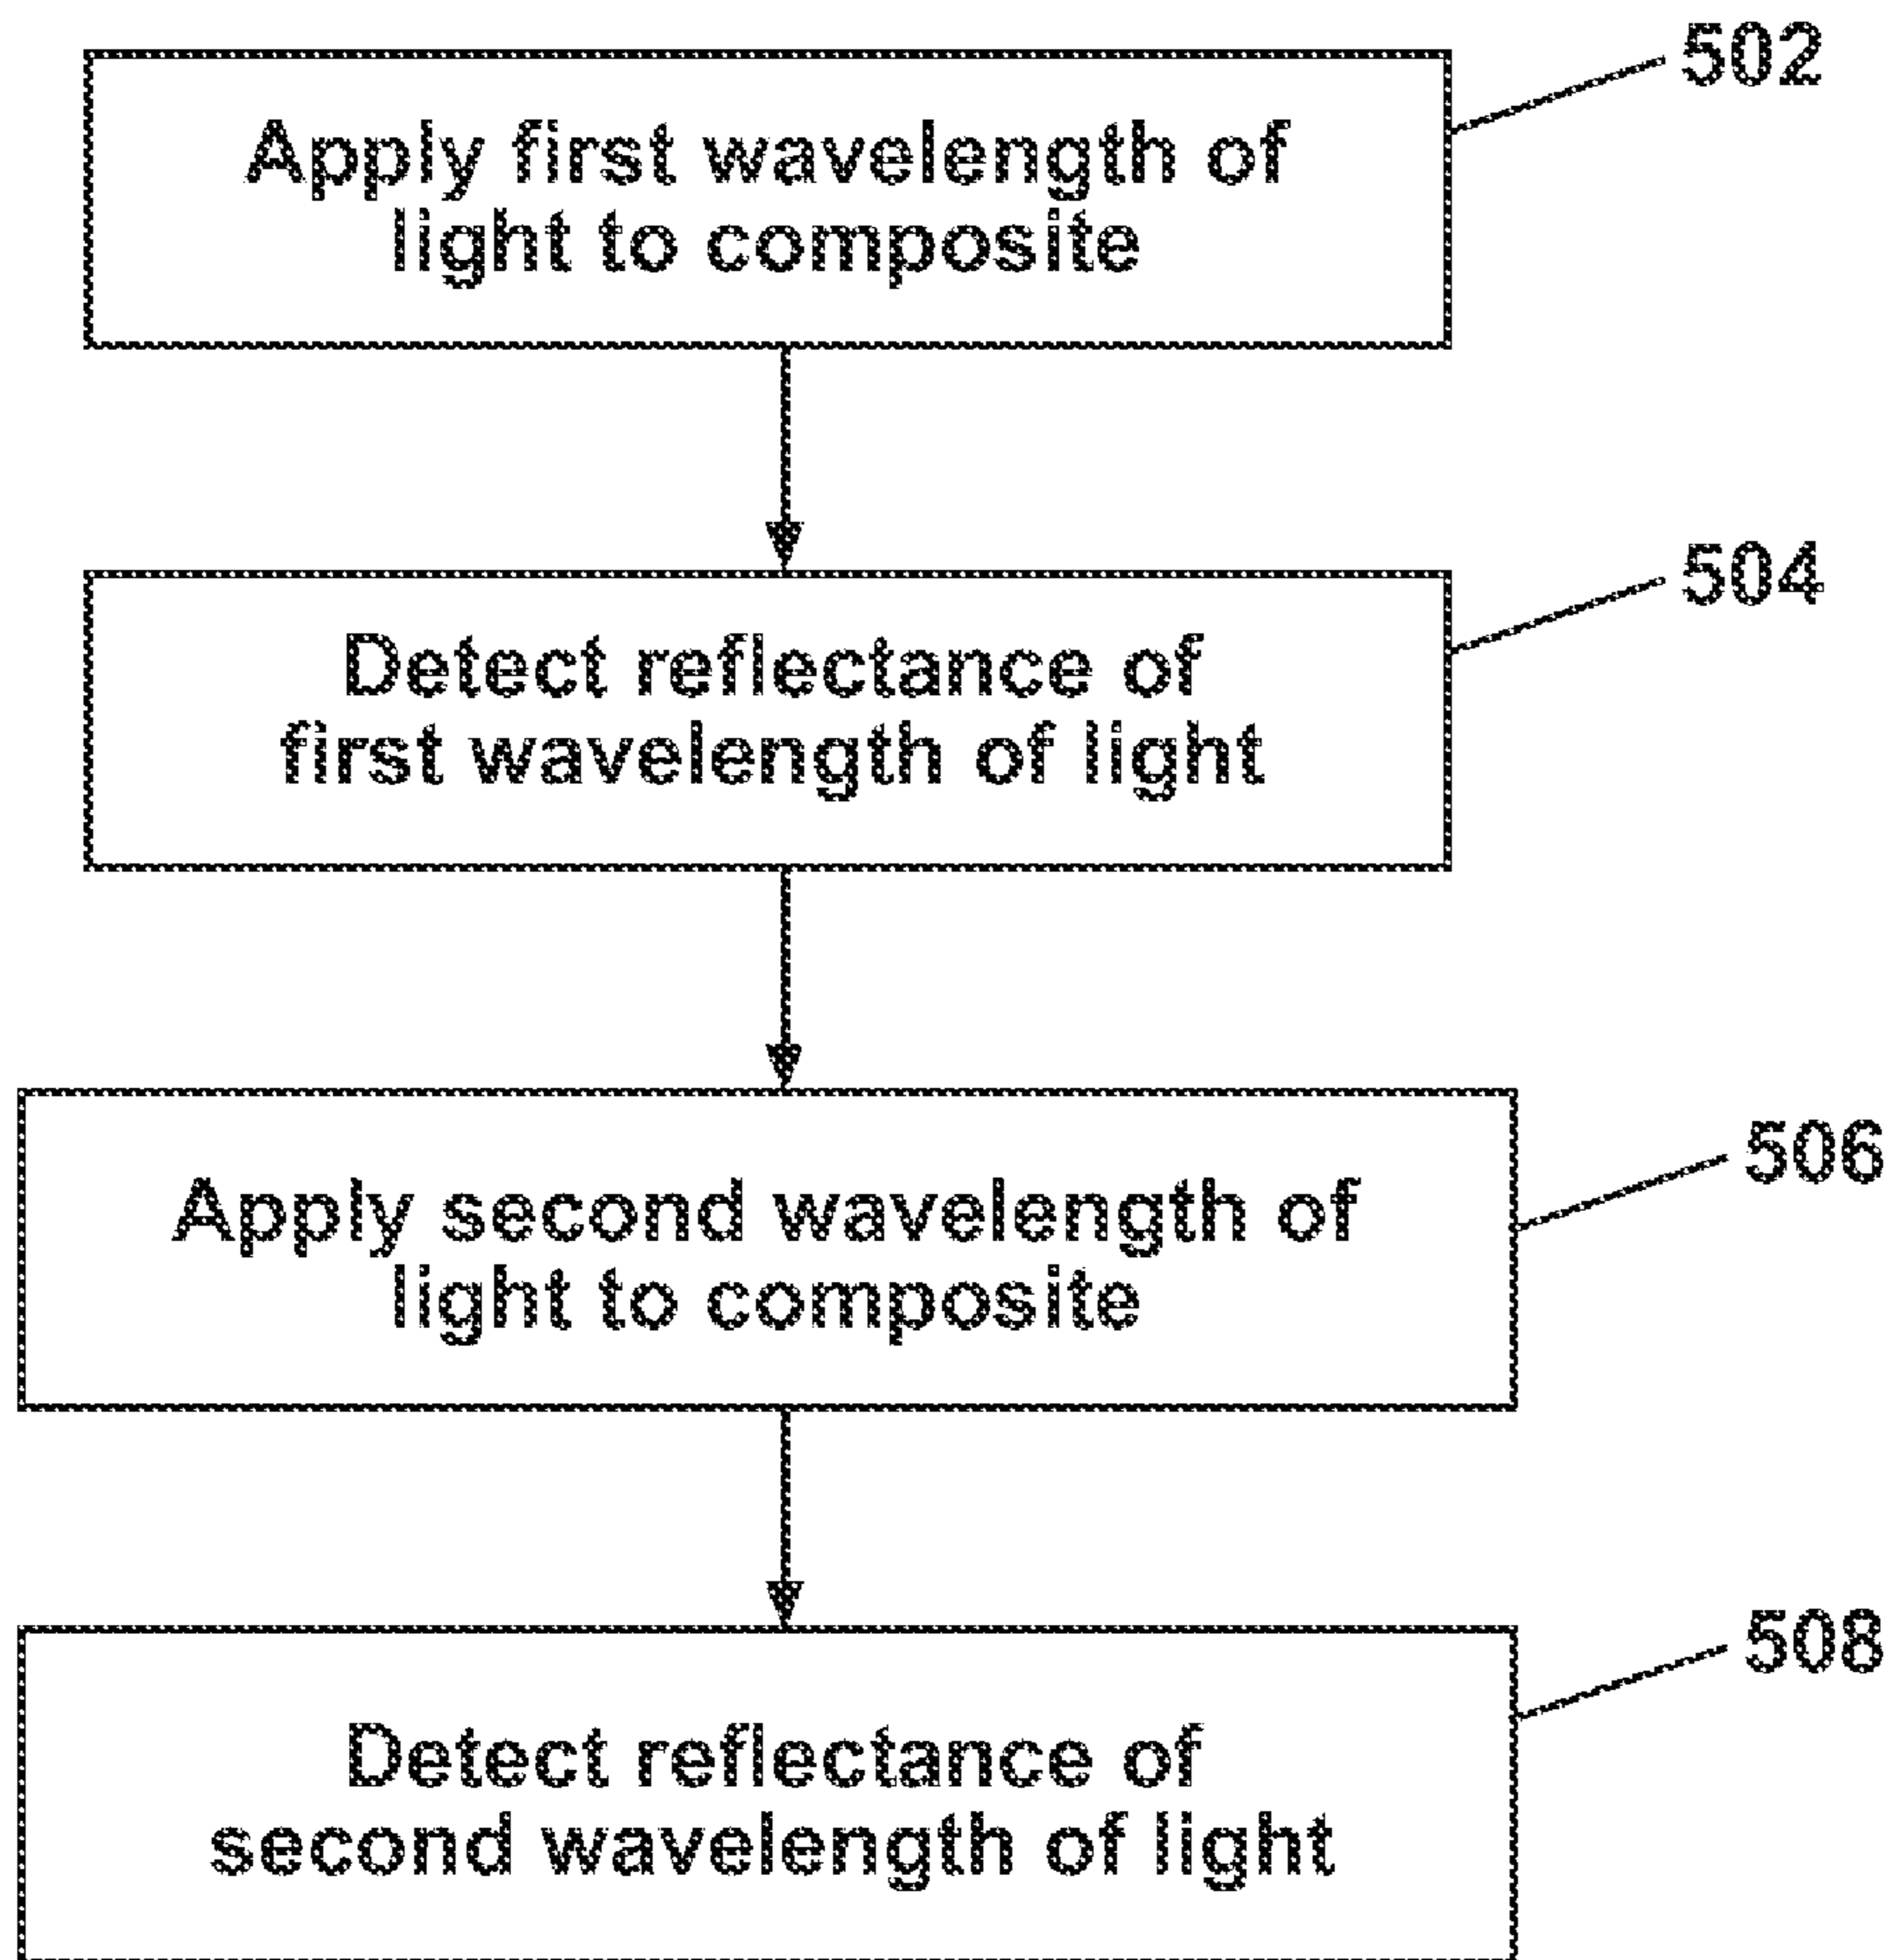 502
Apply first wavelength of
light to composite
504
Detect reflectance of
first wavelength of light
506
Apply second wavelength of
light to composite
508
Detect reflectance of
second wavelength of light